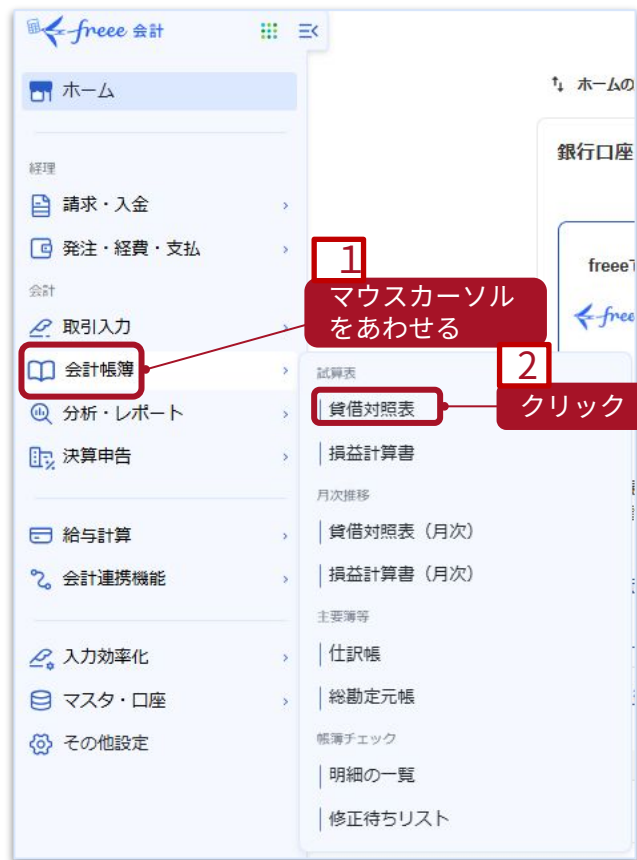 freee 会計
ホーム
経理
請求・入金
発注・経費・支払
会計
取引入力
会計帳簿
分析・レポート
決算申告
給与計算
会計連携機能
入力効率化
マスタ・口座
その他設定
ホームの
銀行口座
freee
free
1
マウスカーソル
をあわせる
2
クリック
試算表
貸借対照表
損益計算書
月次推移
貸借対照表（月次）
損益計算書（月次）
主要簿等
仕訳帳
総勘定元帳
帳簿チェック
明細の一覧
修正待ちリスト